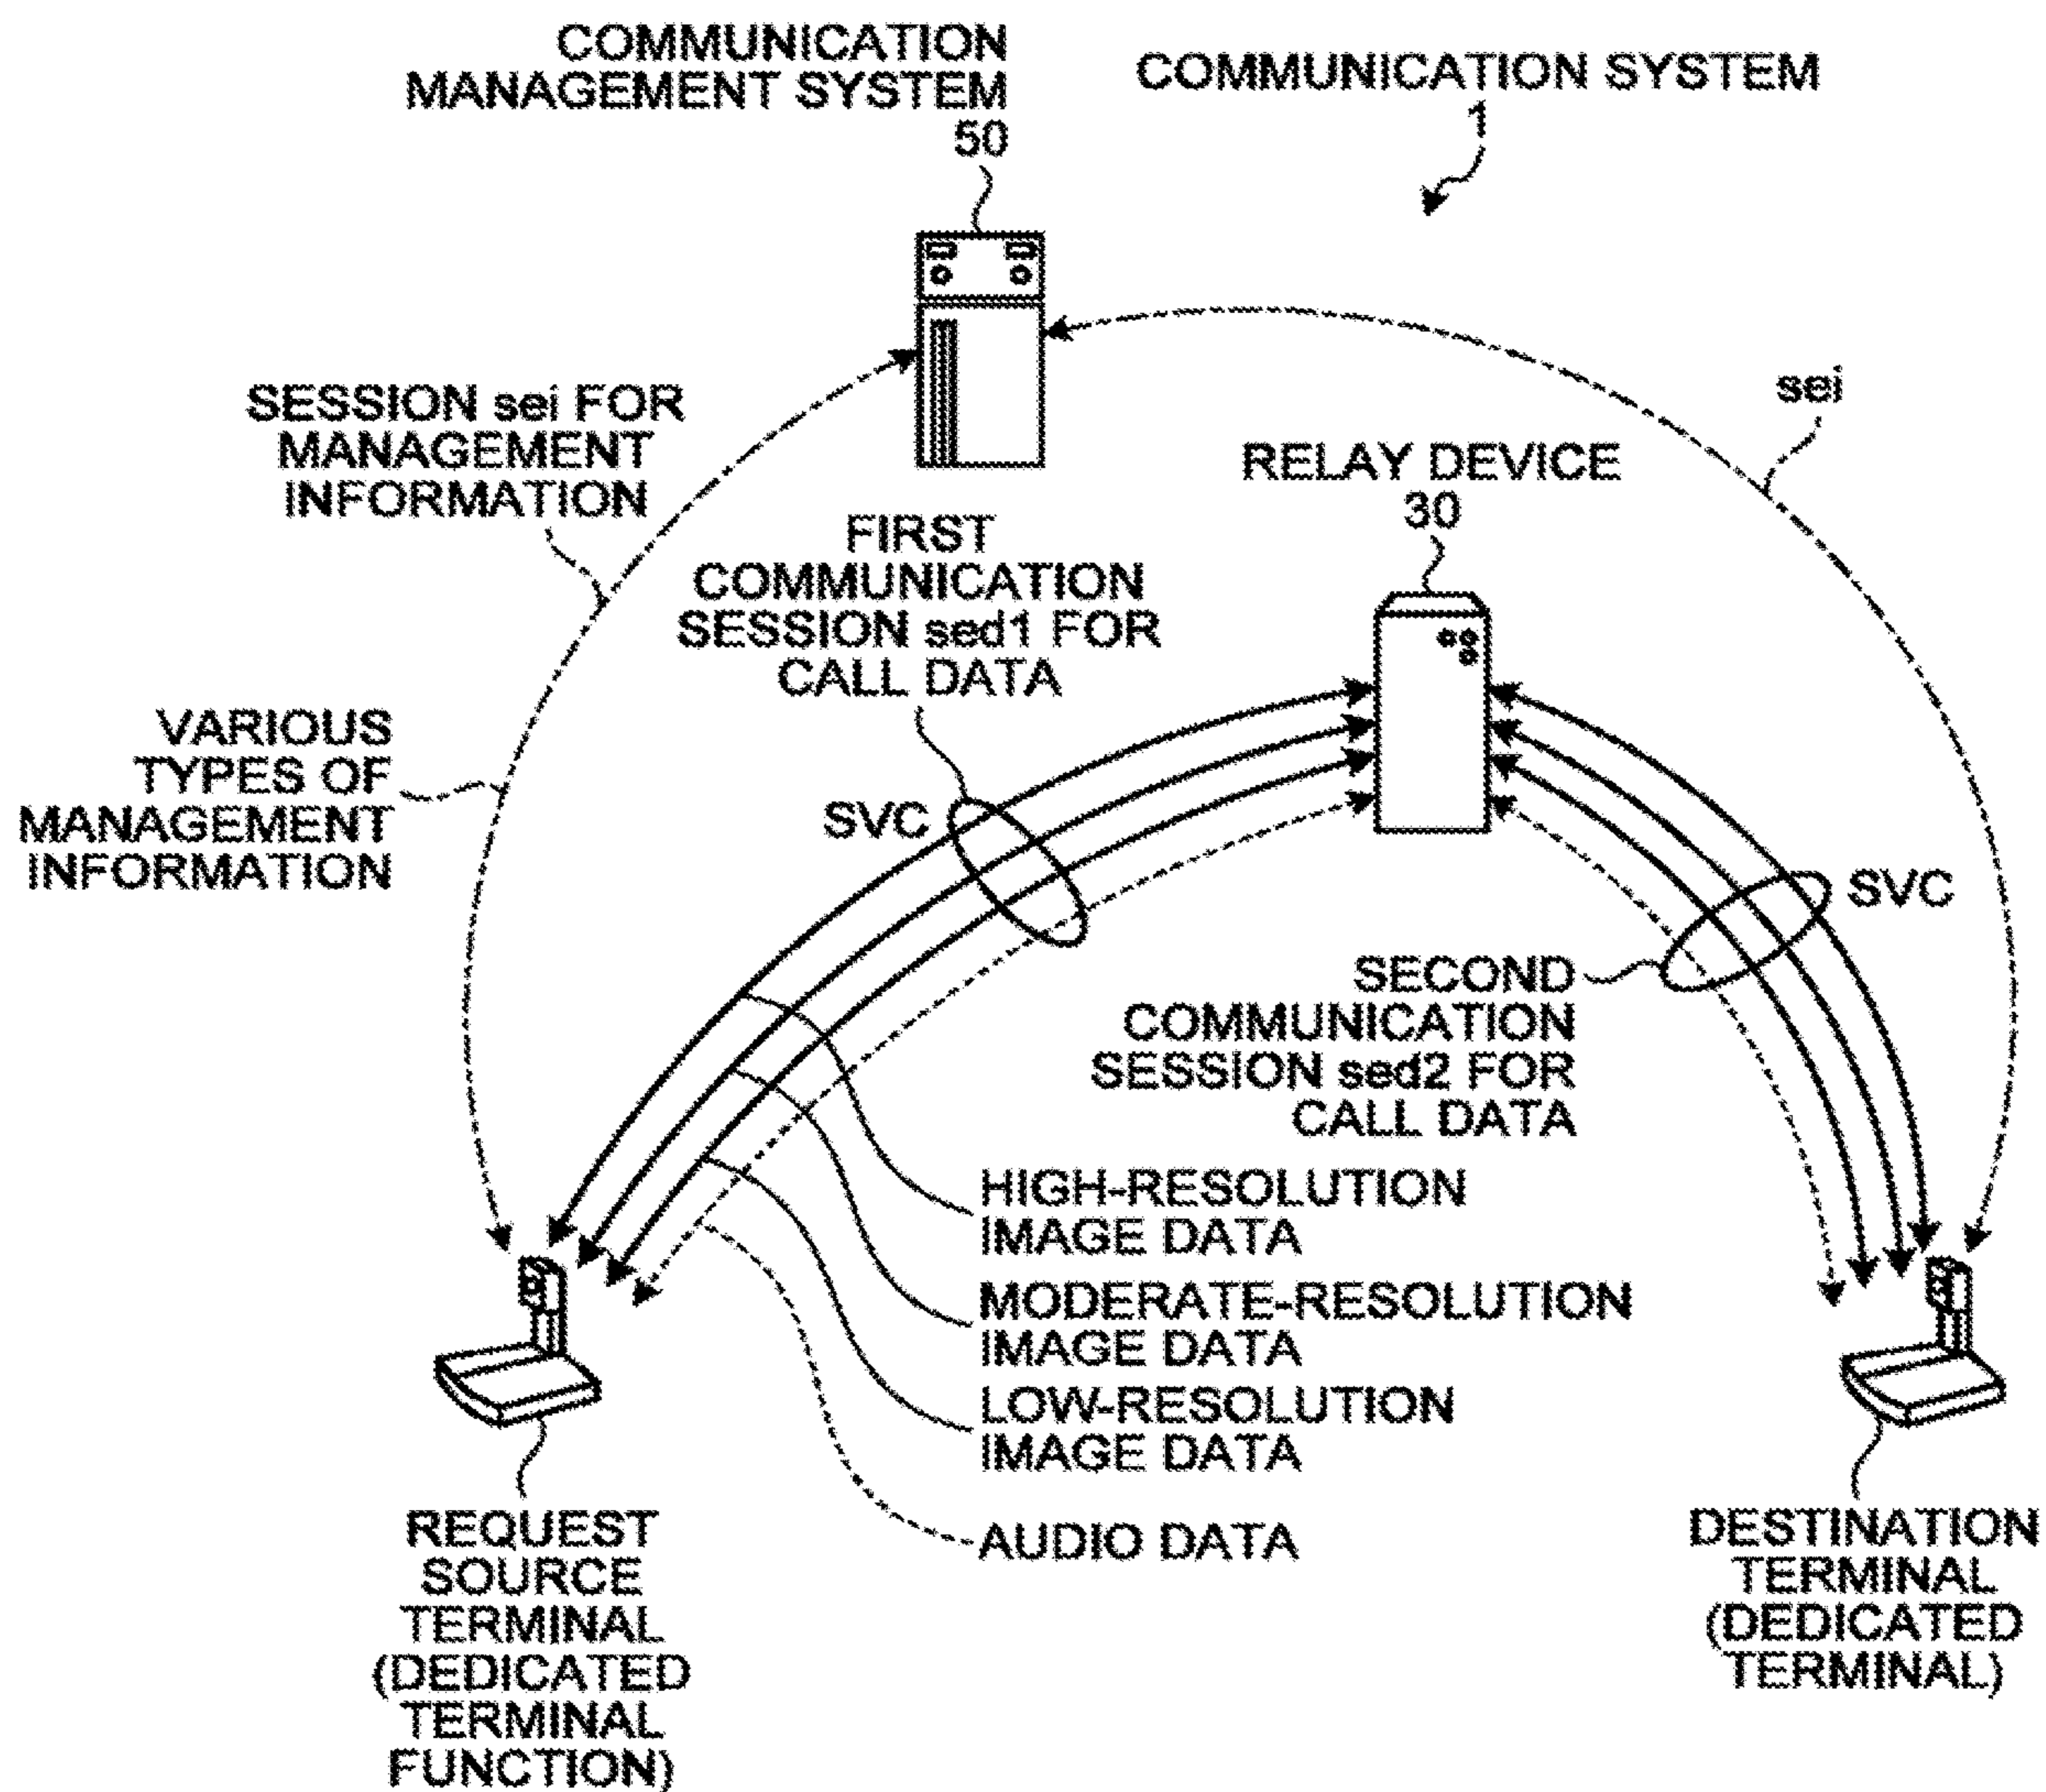 COMMUNICATION
MANAGEMENT SYSTEM
50
COMMUNICATION SYSTEM
1
SESSION sei FOR
MANAGEMENT
INFORMATION
sei
RELAY DEVICE
30
FIRST
COMMUNICATION
SESSION sed1 FOR
CALL DATA
VARIOUS
TYPES OF
MANAGEMENT
INFORMATION
SVC
SVC
SECOND
COMMUNICATION
SESSION sed2 FOR
CALL DATA
HIGH-RESOLUTION
IMAGE DATA
MODERATE-RESOLUTION
IMAGE DATA
LOW-RESOLUTION
IMAGE DATA
AUDIO DATA
REQUEST
SOURCE
TERMINAL
(DEDICATED
TERMINAL
FUNCTION)
DESTINATION
TERMINAL
(DEDICATED
TERMINAL)